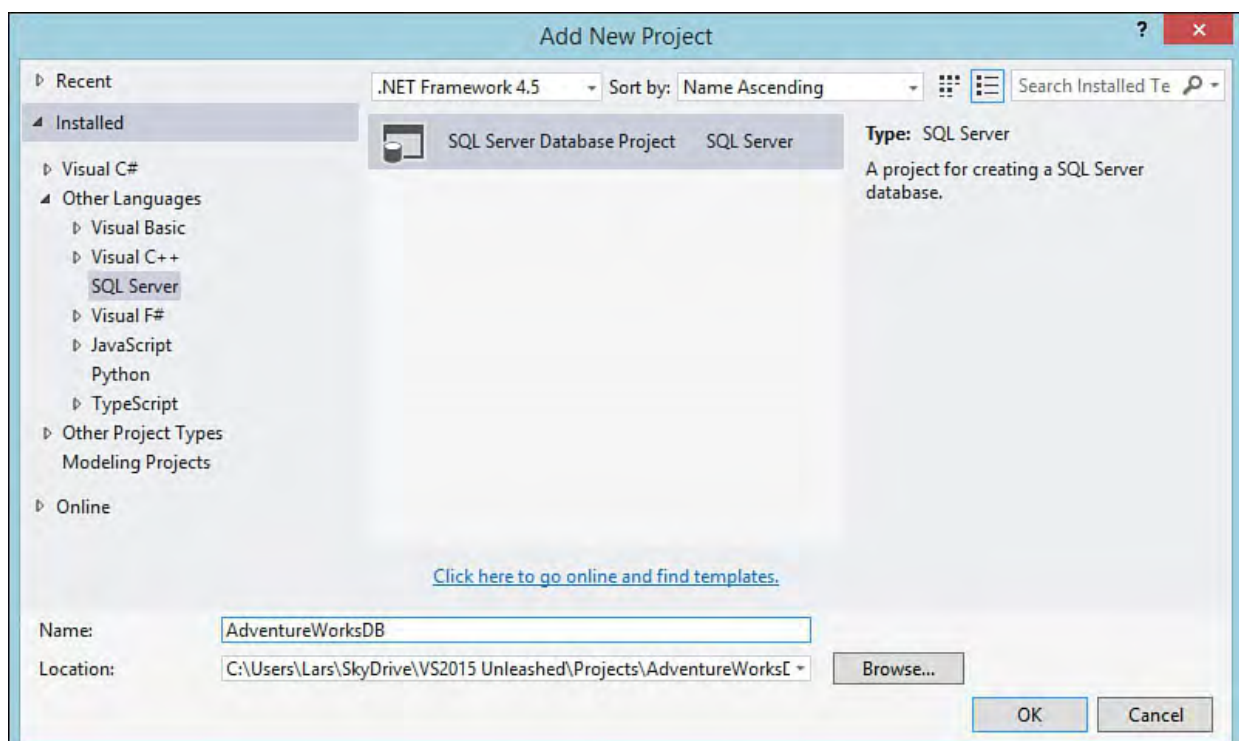 Add New Project
?
Recent
Installed
Visual C#
Other Languages
Visual Basic
Visual C++
SQL Server
Visual F#
JavaScript
Python
TypeScript
Other Project Types
Modeling Projects
Online
.NET Framework 4.5
Sort by: Name Ascending
Search Installed Te
SQL Server Database Project SQL Server
Type: SQL Server
A project for creating a SQL Server
database.
Click here to go online and find templates.
Name: AdventureWorksDB
Location: C:\Users\Lars\SkyDrive\VS2015 Unleashed\Projects\AdventureWorksD
Browse...
OK Cancel